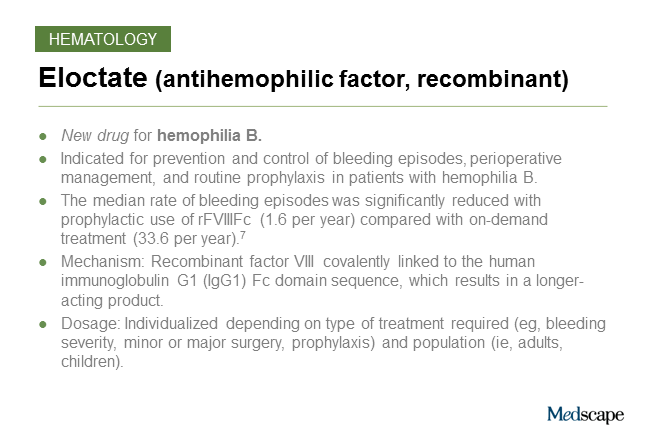 HEMATOLOGY
Eloctate (antihemophilic factor, recombinant)
● New drug for hemophilia B.
● Indicated for prevention and control of bleeding episodes, perioperative
management, and routine prophylaxis in patients with hemophilia B.
● The median rate of bleeding episodes was significantly reduced with
prophylactic use of rFVIIIFc (1.6 per year) compared with on-demand
treatment (33.6 per year).7
● Mechanism: Recombinant factor VIII covalently linked to the human
immunoglobulin G1 (IgG1) Fc domain sequence, which results in a longer-
acting product.
● Dosage: Individualized depending on type of treatment required (eg, bleeding
severity, minor or major surgery, prophylaxis) and population (ie, adults,
children).
Medscape